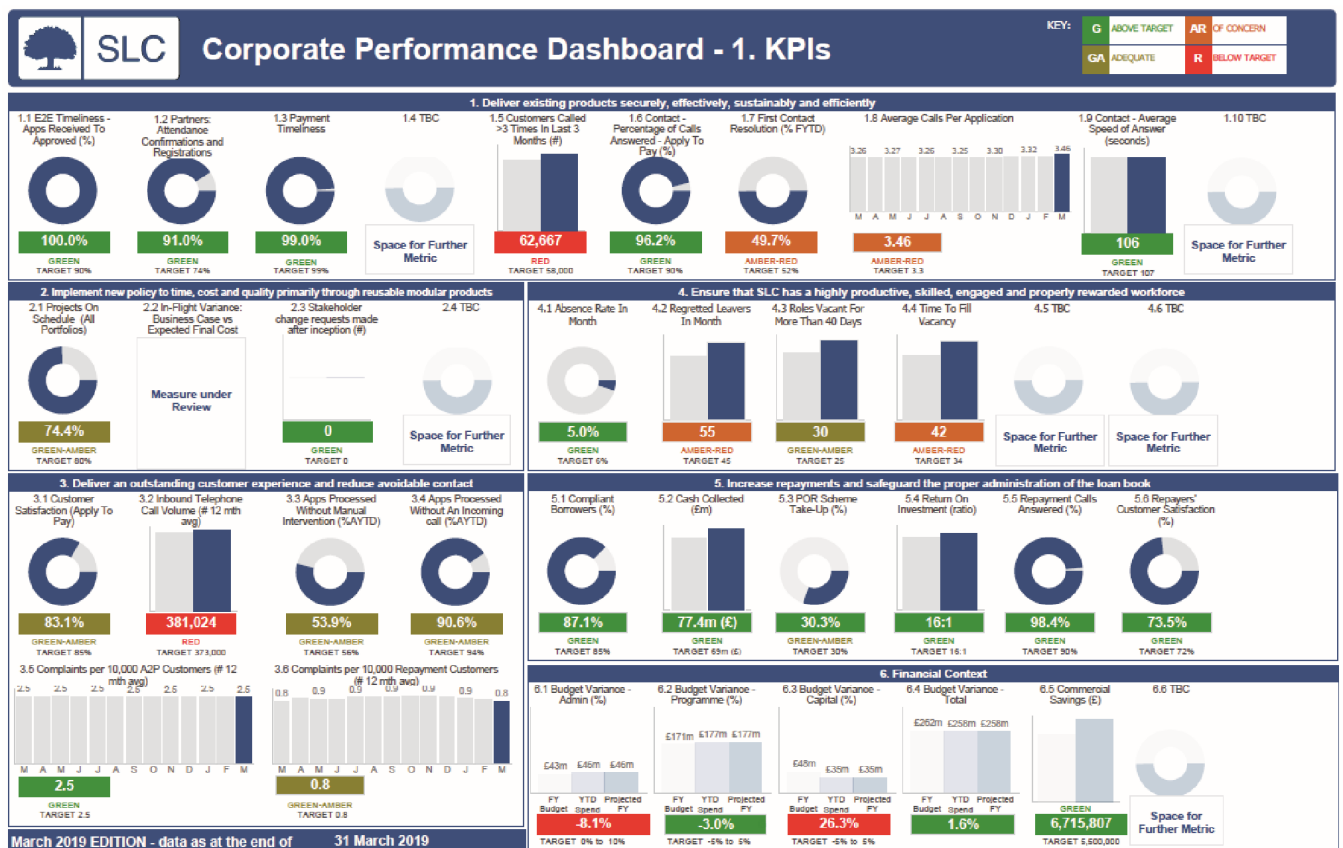 SLC
Corporate Performance Dashboard - 1. KPIs
KEY:
G ABOVE TARGET
AR OF CONCERN
GA ADEQUATE
R BELOW TARGET
1. Deliver existing products securely, effectively, sustainably and efficiently
1.1 E2E Timeliness -
Apps Received To
Approved (%)
100.0%
GREEN
TARGET 90%
1.2 Partners:
Attendance
Confirmations and
Registrations
91.0%
GREEN
TARGET 74%
1.3 Payment
Timeliness
99.0%
GREEN
TARGET 99%
1.4 TBC
Space for Further
Metric
1.5 Customers Called
>3 Times In Last 3
Months (#)
62,667
RED
TARGET 58,000
1.6 Contact -
Percentage of Calls
Answered - Apply To
Pay (%)
96.2%
GREEN
TARGET 90%
1.7 First Contact
Resolution (% FYTD)
49.7%
AMBER-RED
TARGET 52%
1.8 Average Calls Per Application
3.26 3.27 3.26 3.25 3.30 3.32 3.46
M A M J J A S O N D J F M
3.46
AMBER-RED
TARGET 3.3
1.9 Contact - Average
Speed of Answer
(seconds)
106
GREEN
TARGET 107
1.10 TBC
Space for Further
Metric
2. Implement new policy to time, cost and quality primarily through reusable modular products
2.1 Projects On
Schedule (All
Portfolios)
74.4%
GREEN-AMBER
TARGET 80%
2.2 In-Flight Variance:
Business Case vs
Expected Final Cost
Measure under
Review
2.3 Stakeholder
change requests made
after inception (#)
0
GREEN
TARGET 0
2.4 TBC
Space for Further
Metric
4. Ensure that SLC has a highly productive, skilled, engaged and properly rewarded workforce
4.1 Absence Rate In
Month
5.0%
GREEN
TARGET 6%
4.2 Regretted Leavers
In Month
55
AMBER-RED
TARGET 45
4.3 Roles Vacant For
More Than 40 Days
30
GREEN-AMBER
TARGET 25
4.4 Time To Fill
Vacancy
42
AMBER-RED
TARGET 34
4.5 TBC
Space for Further
Metric
4.6 TBC
Space for Further
Metric
3. Deliver an outstanding customer experience and reduce avoidable contact
3.1 Customer
Satisfaction (Apply To
Pay)
83.1%
GREEN-AMBER
TARGET 85%
3.2 Inbound Telephone
Call Volume (# 12 mth
avg)
381,024
RED
TARGET 373,000
3.3 Apps Processed
Without Manual
Intervention (%AYTD)
53.9%
GREEN-AMBER
TARGET 56%
3.4 Apps Processed
Without An Incoming
call (%AYTD)
90.6%
GREEN-AMBER
TARGET 94%
3.5 Complaints per 10,000 A2P Customers (# 12
mth avg)
2.5 2.5 2.5 2.5 2.5 2.5 2.5
M A M J J A S O N D J F M
2.5
GREEN
TARGET 2.5
3.6 Complaints per 10,000 Repayment Customers
(# 12 mth avg)
0.8 0.9 0.9 0.9 0.9 0.9 0.8
M A M J J A S O N D J F M
0.8
GREEN-AMBER
TARGET 0.8
5. Increase repayments and safeguard the proper administration of the loan book
5.1 Compliant
Borrowers (%)
87.1%
GREEN
TARGET 85%
5.2 Cash Collected
(£m)
77.4m (£)
GREEN
TARGET 69m (£)
5.3 POR Scheme
Take-Up (%)
30.3%
GREEN-AMBER
TARGET 30%
5.4 Return On
Investment (ratio)
16:1
GREEN
TARGET 16:1
5.5 Repayment Calls
Answered (%)
98.4%
GREEN
TARGET 90%
5.6 Repayers'
Customer Satisfaction
(%)
73.5%
GREEN
TARGET 72%
6. Financial Context
6.1 Budget Variance -
Admin (%)
£43m £46m £46m
FY Budget YTD Spend Projected FY
-8.1%
TARGET 0% to 10%
6.2 Budget Variance -
Programme (%)
£171m £177m £177m
FY Budget YTD Spend Projected FY
-3.0%
TARGET -5% to 5%
6.3 Budget Variance -
Capital (%)
£48m £35m £35m
FY Budget YTD Spend Projected FY
26.3%
TARGET -5% to 5%
6.4 Budget Variance -
Total
£262m £258m £258m
FY Budget YTD Spend Projected FY
1.6%
6.5 Commercial
Savings (£)
GREEN
6,715,807
TARGET 5,500,000
6.6 TBC
Space for
Further Metric
March 2019 EDITION - data as at the end of 31 March 2019